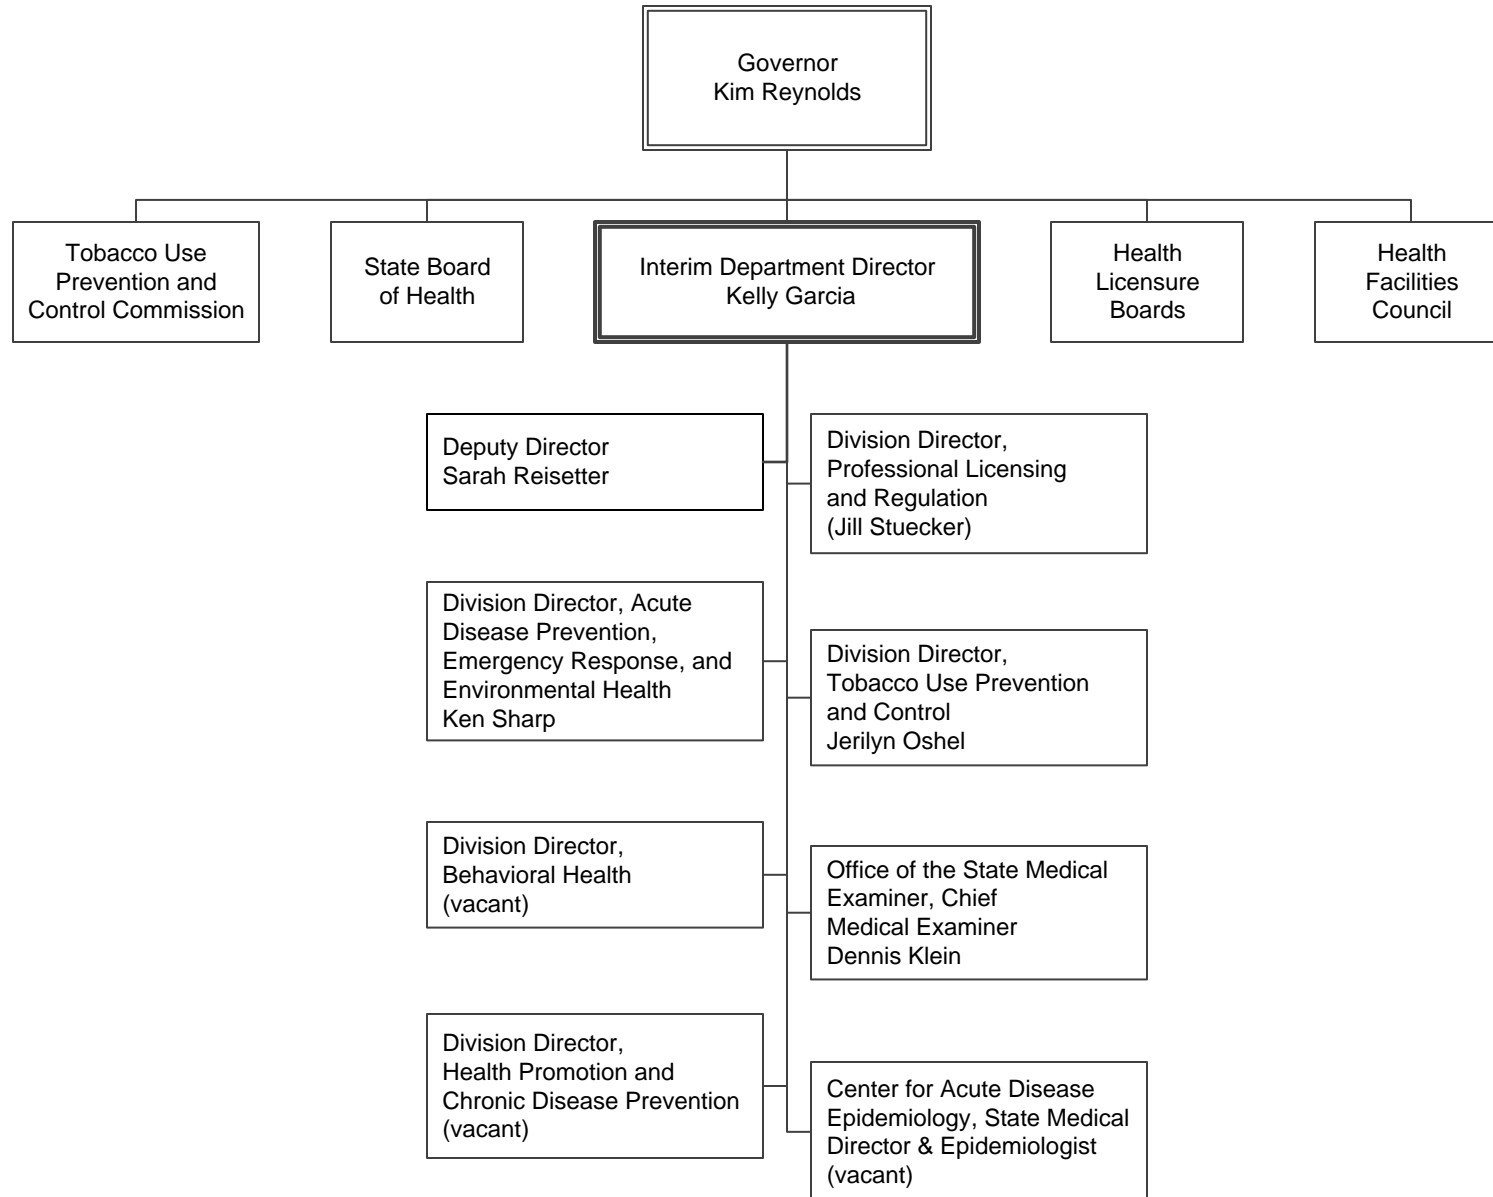 Governor
Kim Reynolds
Tobacco Use
Prevention and
Control Commission
State Board
of Health
Interim Department Director
Kelly Garcia
Health
Licensure
Boards
Health
Facilities
Council
Deputy Director
Sarah Reisetter
Division Director,
Professional Licensing
and Regulation
(Jill Stuecker)
Division Director, Acute
Disease Prevention,
Emergency Response, and
Environmental Health
Ken Sharp
Division Director,
Tobacco Use Prevention
and Control
Jerilyn Oshel
Division Director,
Behavioral Health
(vacant)
Office of the State Medical
Examiner, Chief
Medical Examiner
Dennis Klein
Division Director,
Health Promotion and
Chronic Disease Prevention
(vacant)
Center for Acute Disease
Epidemiology, State Medical
Director & Epidemiologist
(vacant)